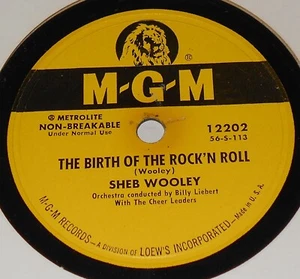 ®
M-G-M
® METROLITE
NON-BREAKABLE
Under Normal Use
12202
56-S-113
THE BIRTH OF THE ROCK'N ROLL
(Wooley)
SHEB WOOLEY
Orchestra conducted by Billy Liebert
With The Cheer Leaders
M-G-M RECORDS—A DIVISION OF LOEW'S INCORPORATED—Made in U.S.A.